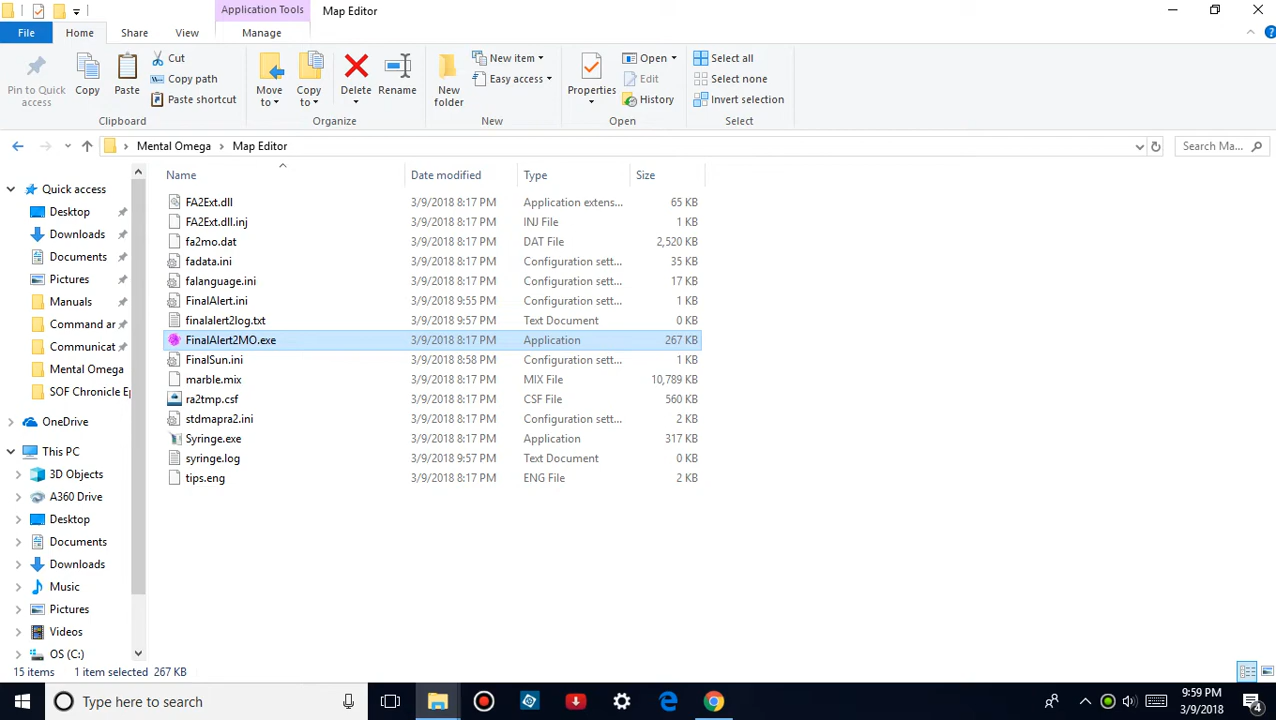 Application Tools
Map Editor
File
Home
Share
View
Manage
Pin to Quick
access
Copy
Paste
Cut
Copy path
Paste shortcut
Clipboard
Move
to
Copy
to
Delete
Rename
Organize
New
folder
New item
Easy access
New
Properties
Open
Edit
History
Open
Select all
Select none
Invert selection
Select
Mental Omega > Map Editor
Search Ma...
Name Date modified Type Size
FA2Ext.dll 3/9/2018 8:17 PM Application extens... 65 KB
FA2Ext.dll.inj 3/9/2018 8:17 PM INJ File 1 KB
fa2mo.dat 3/9/2018 8:17 PM DAT File 2,520 KB
fadata.ini 3/9/2018 8:17 PM Configuration sett... 35 KB
falanguage.ini 3/9/2018 8:17 PM Configuration sett... 17 KB
FinalAlert.ini 3/9/2018 9:55 PM Configuration sett... 1 KB
finalalert2log.txt 3/9/2018 9:57 PM Text Document 0 KB
FinalAlert2MO.exe 3/9/2018 8:17 PM Application 267 KB
FinalSun.ini 3/9/2018 8:58 PM Configuration sett... 1 KB
marble.mix 3/9/2018 8:17 PM MIX File 10,789 KB
ra2tmp.csf 3/9/2018 8:17 PM CSF File 560 KB
stdmapra2.ini 3/9/2018 8:17 PM Configuration sett... 2 KB
Syringe.exe 3/9/2018 8:17 PM Application 317 KB
syringe.log 3/9/2018 9:57 PM Text Document 0 KB
tips.eng 3/9/2018 8:17 PM ENG File 2 KB
Quick access
Desktop
Downloads
Documents
Pictures
Manuals
Command ar
Communicat
Mental Omega
SOF Chronicle Ep
OneDrive
This PC
3D Objects
A360 Drive
Desktop
Documents
Downloads
Music
Pictures
Videos
OS (C:)
15 items 1 item selected 267 KB
Type here to search
9:59 PM
3/9/2018
4